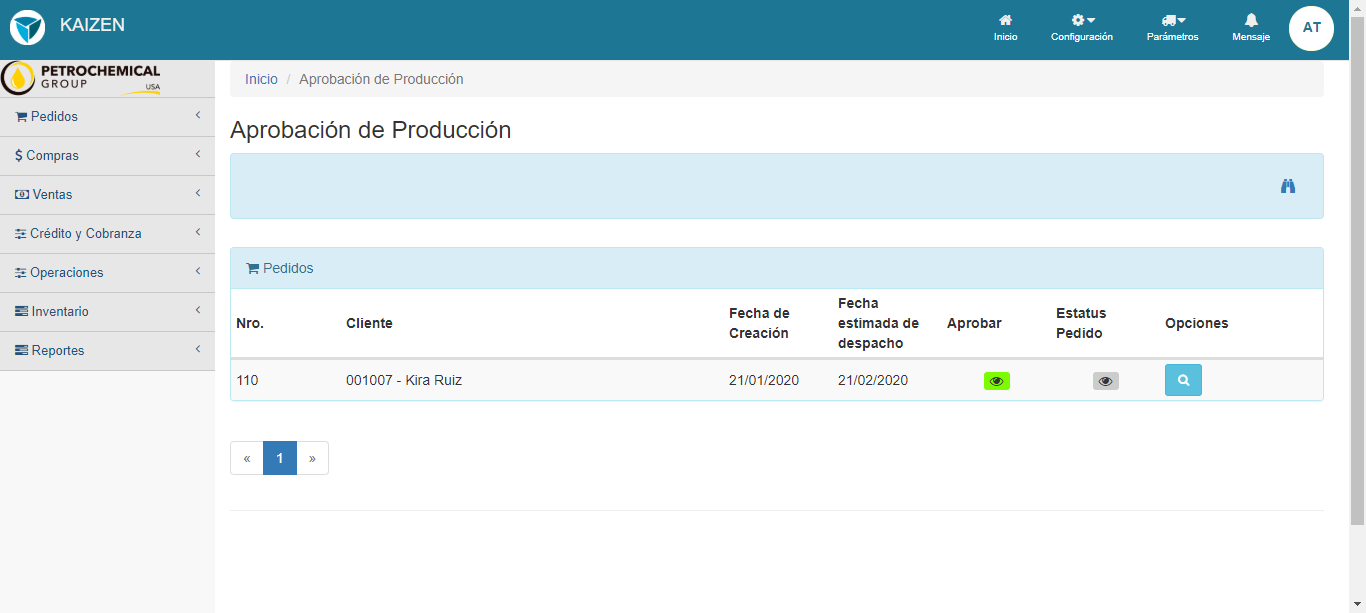 KAIZEN
Inicio
Configuración
Parámetros
Mensaje
AT
PETROCHEMICAL
GROUP
USA
Inicio / Aprobación de Producción
Pedidos
Compras
Ventas
Crédito y Cobranza
Operaciones
Inventario
Reportes
Aprobación de Producción
Pedidos
Nro.
Cliente
Fecha de
Creación
Fecha
estimada de
despacho
Aprobar
Estatus
Pedido
Opciones
110 001007 - Kira Ruiz 21/01/2020 21/02/2020
« 1 »